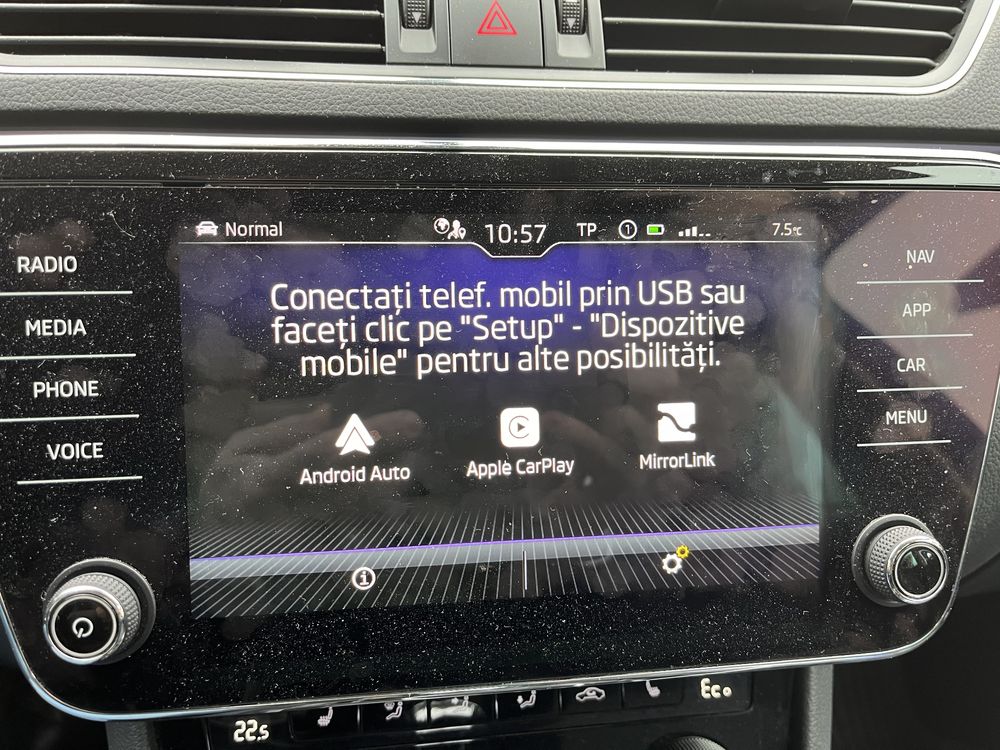 Normal
10:57
TP
1
7.5°C
RADIO
MEDIA
PHONE
VOICE
Conectați telef. mobil prin USB sau
faceți clic pe "Setup" - "Dispozitive
mobile" pentru alte posibilități.
Android Auto
Apple CarPlay
MirrorLink
NAV
APP
CAR
MENU
22.5
Eco